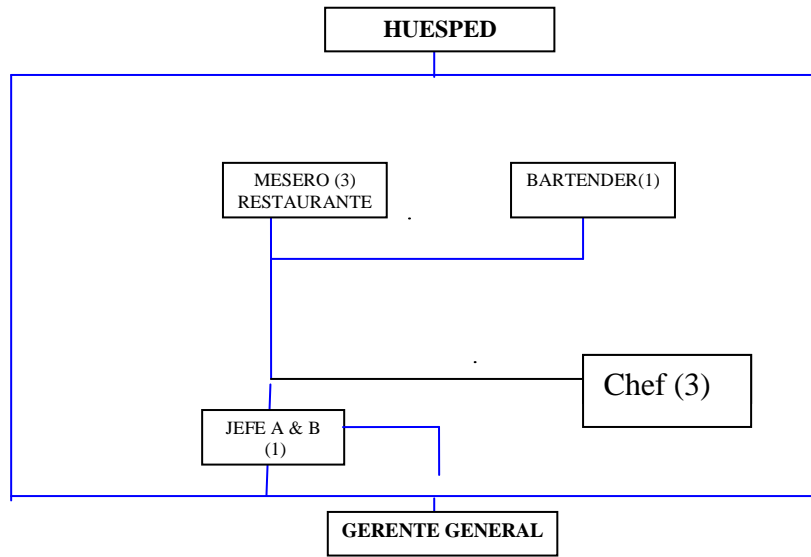 HUESPED
MESERO (3)
RESTAURANTE
BARTENDER(1)
Chef (3)
JEFE A & B
(1)
GERENTE GENERAL